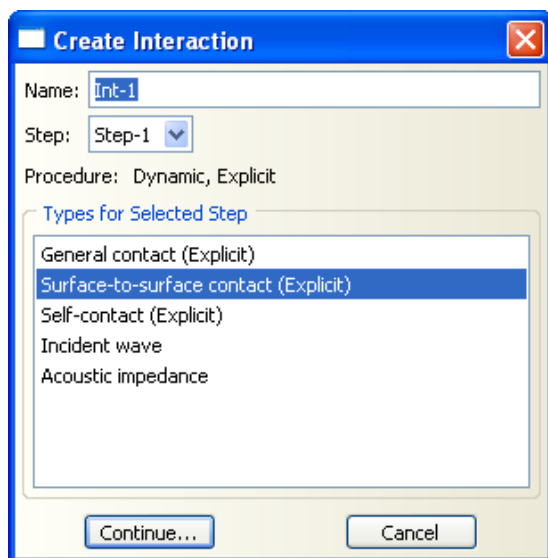 Create Interaction
Name: Int-1
Step: Step-1
Procedure: Dynamic, Explicit
Types for Selected Step
General contact (Explicit)
Surface-to-surface contact (Explicit)
Self-contact (Explicit)
Incident wave
Acoustic impedance
Continue... Cancel